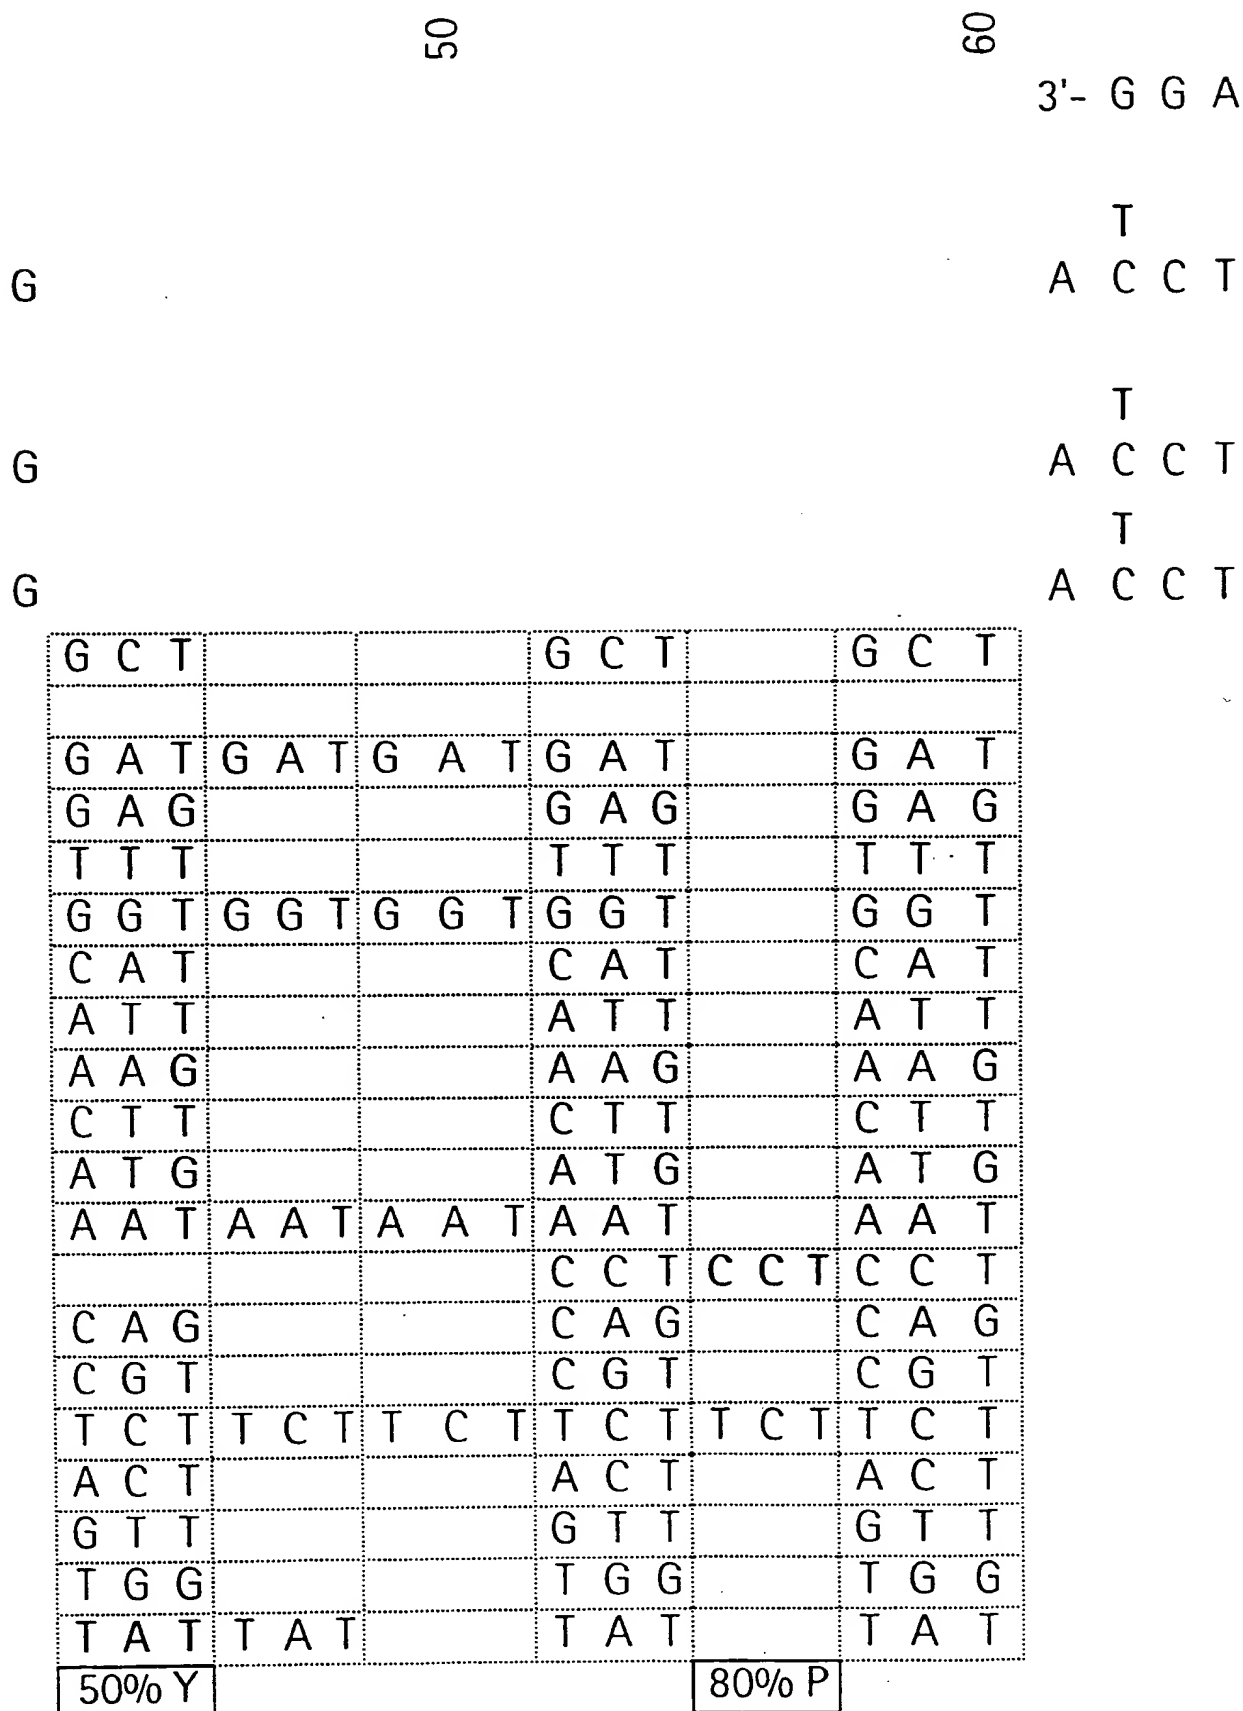 50 60
3'- G G A
T
G A C C T
T
G A C C T
T
G A C C T
G C T G C T G C T
G A T G A T G A T G A T G A T
G A G G A G G A G
T T T T T T T T T
G G T G G T G G T G G T G G T
C A T C A T C A T
A T T A T T A T T
A A G A A G A A G
C T T C T T C T T
A T G A T G A T G
A A T A A T A A T A A T A A T
C C T C C T C C T
C A G C A G C A G
C G T C G T C G T
T C T T C T T C T T C T T C T T C T
A C T A C T A C T
G T T G T T G T T
T G G T G G T G G
T A T T A T T A T T A T
50% Y 80% P